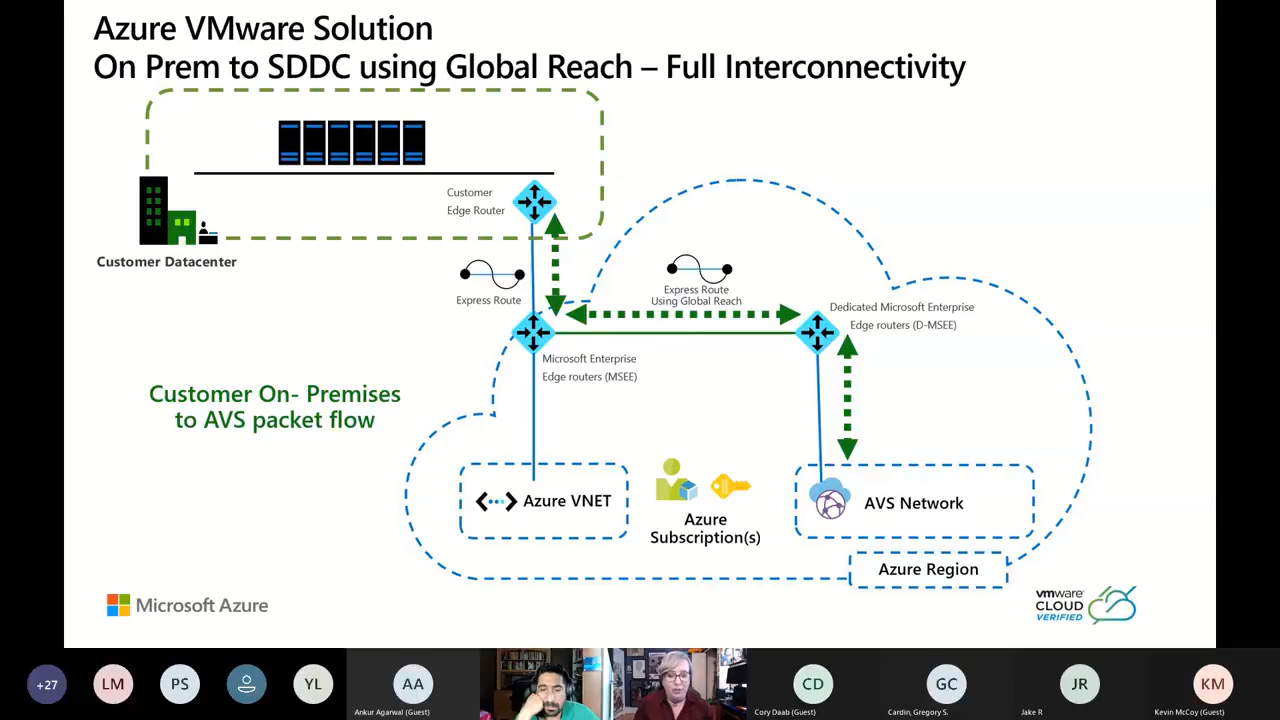 Azure VMware Solution
On Prem to SDDC using Global Reach – Full Interconnectivity
Customer
Edge Router
Customer Datacenter
Express Route
Express Route
Using Global Reach
Dedicated Microsoft Enterprise
Edge routers (D-MSEE)
Microsoft Enterprise
Edge routers (MSEE)
Customer On- Premises
to AVS packet flow
Azure VNET
Azure
Subscription(s)
AVS Network
Azure Region
Microsoft Azure
vmware
CLOUD
VERIFIED
+27
LM
PS
YL
AA
Ankur Agarwal (Guest)
CD
Cory Daab (Guest)
GC
Cardin, Gregory S.
JR
Jake R
KM
Kevin McCoy (Guest)